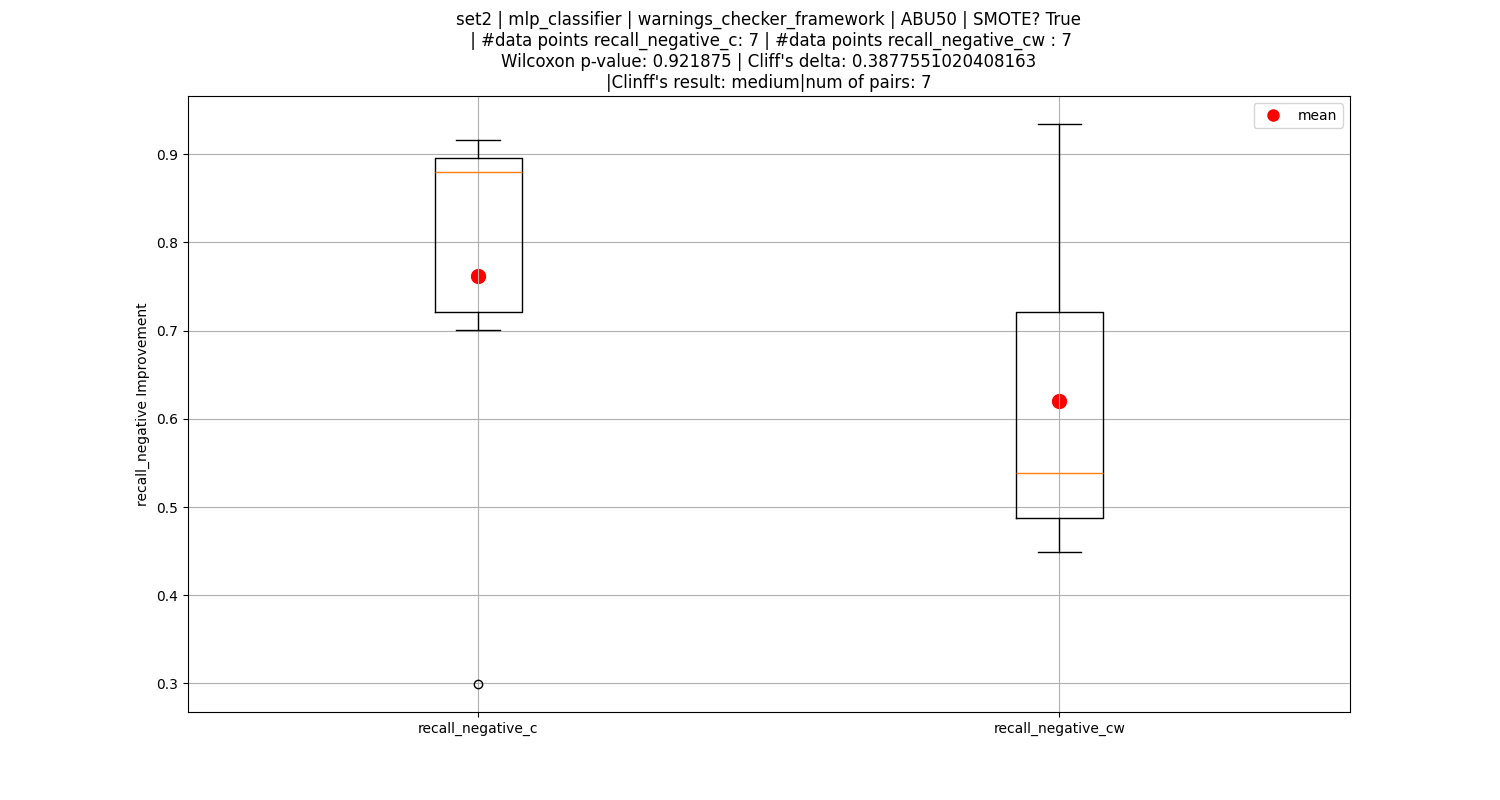 set2 | mlp_classifier | warnings_checker_framework | ABU50 | SMOTE? True
| #data points recall_negative_c: 7 | #data points recall_negative_cw : 7
Wilcoxon p-value: 0.921875 | Cliff's delta: 0.3877551020408163
|Clinff's result: medium|num of pairs: 7
mean
recall_negative Improvement
0.9
0.8
0.7
0.6
0.5
0.4
0.3
recall_negative_c
recall_negative_cw